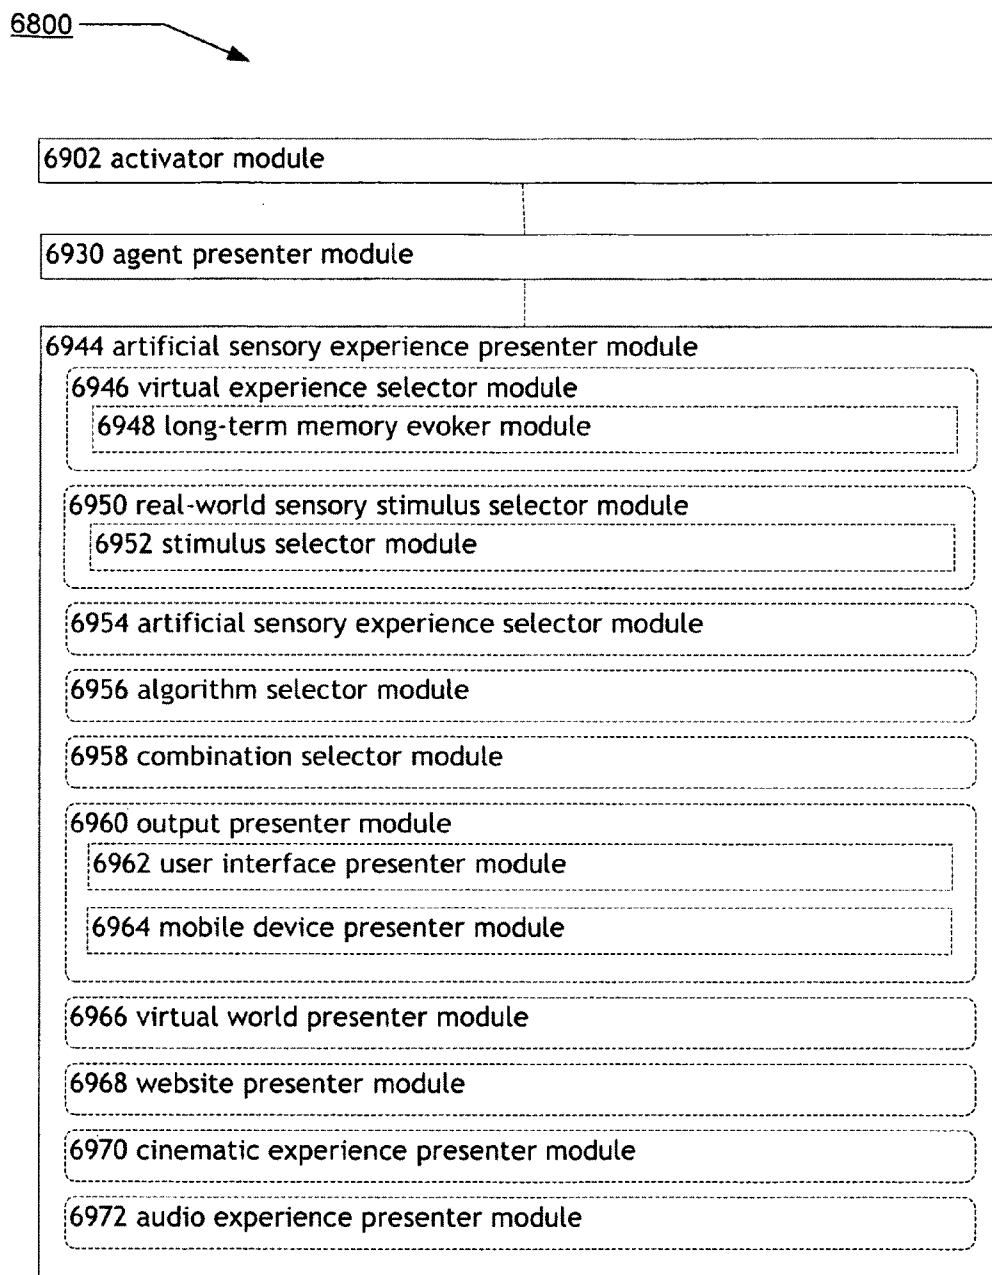 6800
6902 activator module
6930 agent presenter module
6944 artificial sensory experience presenter module
6946 virtual experience selector module
6948 long-term memory evoker module
6950 real-world sensory stimulus selector module
6952 stimulus selector module
6954 artificial sensory experience selector module
6956 algorithm selector module
6958 combination selector module
6960 output presenter module
6962 user interface presenter module
6964 mobile device presenter module
6966 virtual world presenter module
6968 website presenter module
6970 cinematic experience presenter module
6972 audio experience presenter module